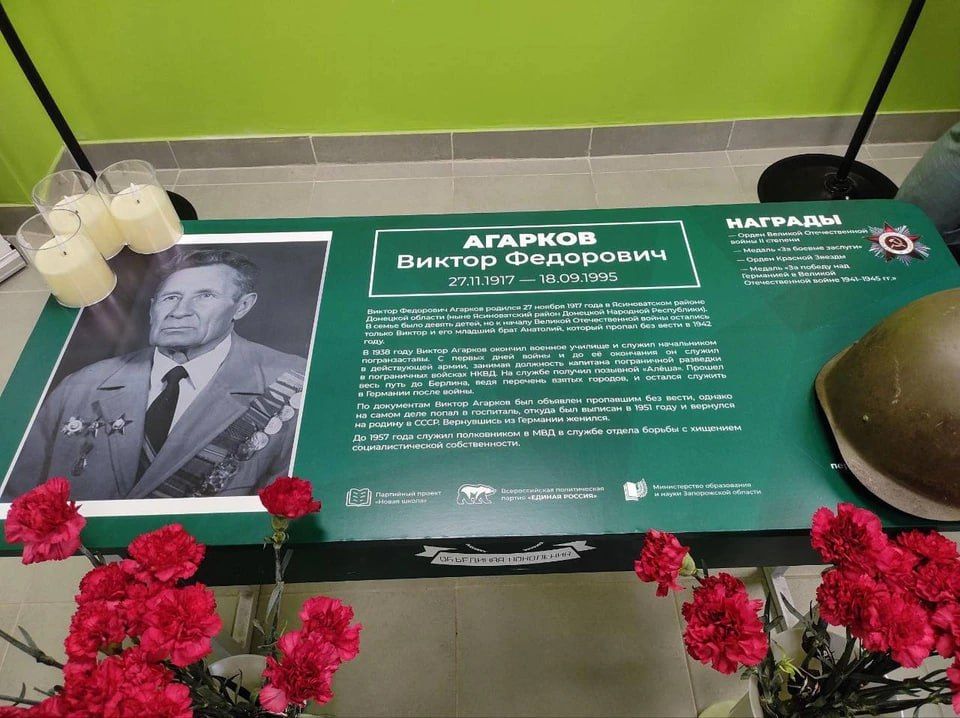 АГАРКОВ
Виктор Федорович
27.11.1917 — 18.09.1995
Виктор Федорович Агарков родился 27 ноября 1917 года в Ясиноватском районе
Донецкой области (ныне Ясиноватский район Донецкой Народной Республики).
В семье было девять детей, но к началу Великой Отечественной войны остались
только Виктор и его младший брат Анатолий, который пропал без вести в 1942
году.
В 1938 году Виктор Агарков окончил военное училище и служил начальником
погранзаставы. С первых дней войны и до её окончания он служил
в действующей армии, занимая должность капитана пограничной разведки
в пограничных войсках НКВД. На службе получил позывной «Алёша». Прошел
весь путь до Берлина, ведя перечень взятых городов, и остался служить
в Германии после войны.
По документам Виктор Агарков был объявлен пропавшим без вести, однако
на самом деле попал в госпиталь, откуда был выписан в 1951 году и вернулся
на родину в СССР. Вернувшись из Германии женился.
До 1957 года служил полковником в МВД в службе отдела борьбы с хищением
социалистической собственности.
НАГРАДЫ
— Орден Великой Отечественной
войны II степени
— Медаль «За боевые заслуги»
— Орден Красной Звезды
— Медаль «За победу над
Германией в Великой
Отечественной войне 1941–1945 гг.»
Партийный проект
«Новая школа»
Всероссийская политическая
партия «ЕДИНАЯ РОССИЯ»
Министерство образования
и науки Запорожской области